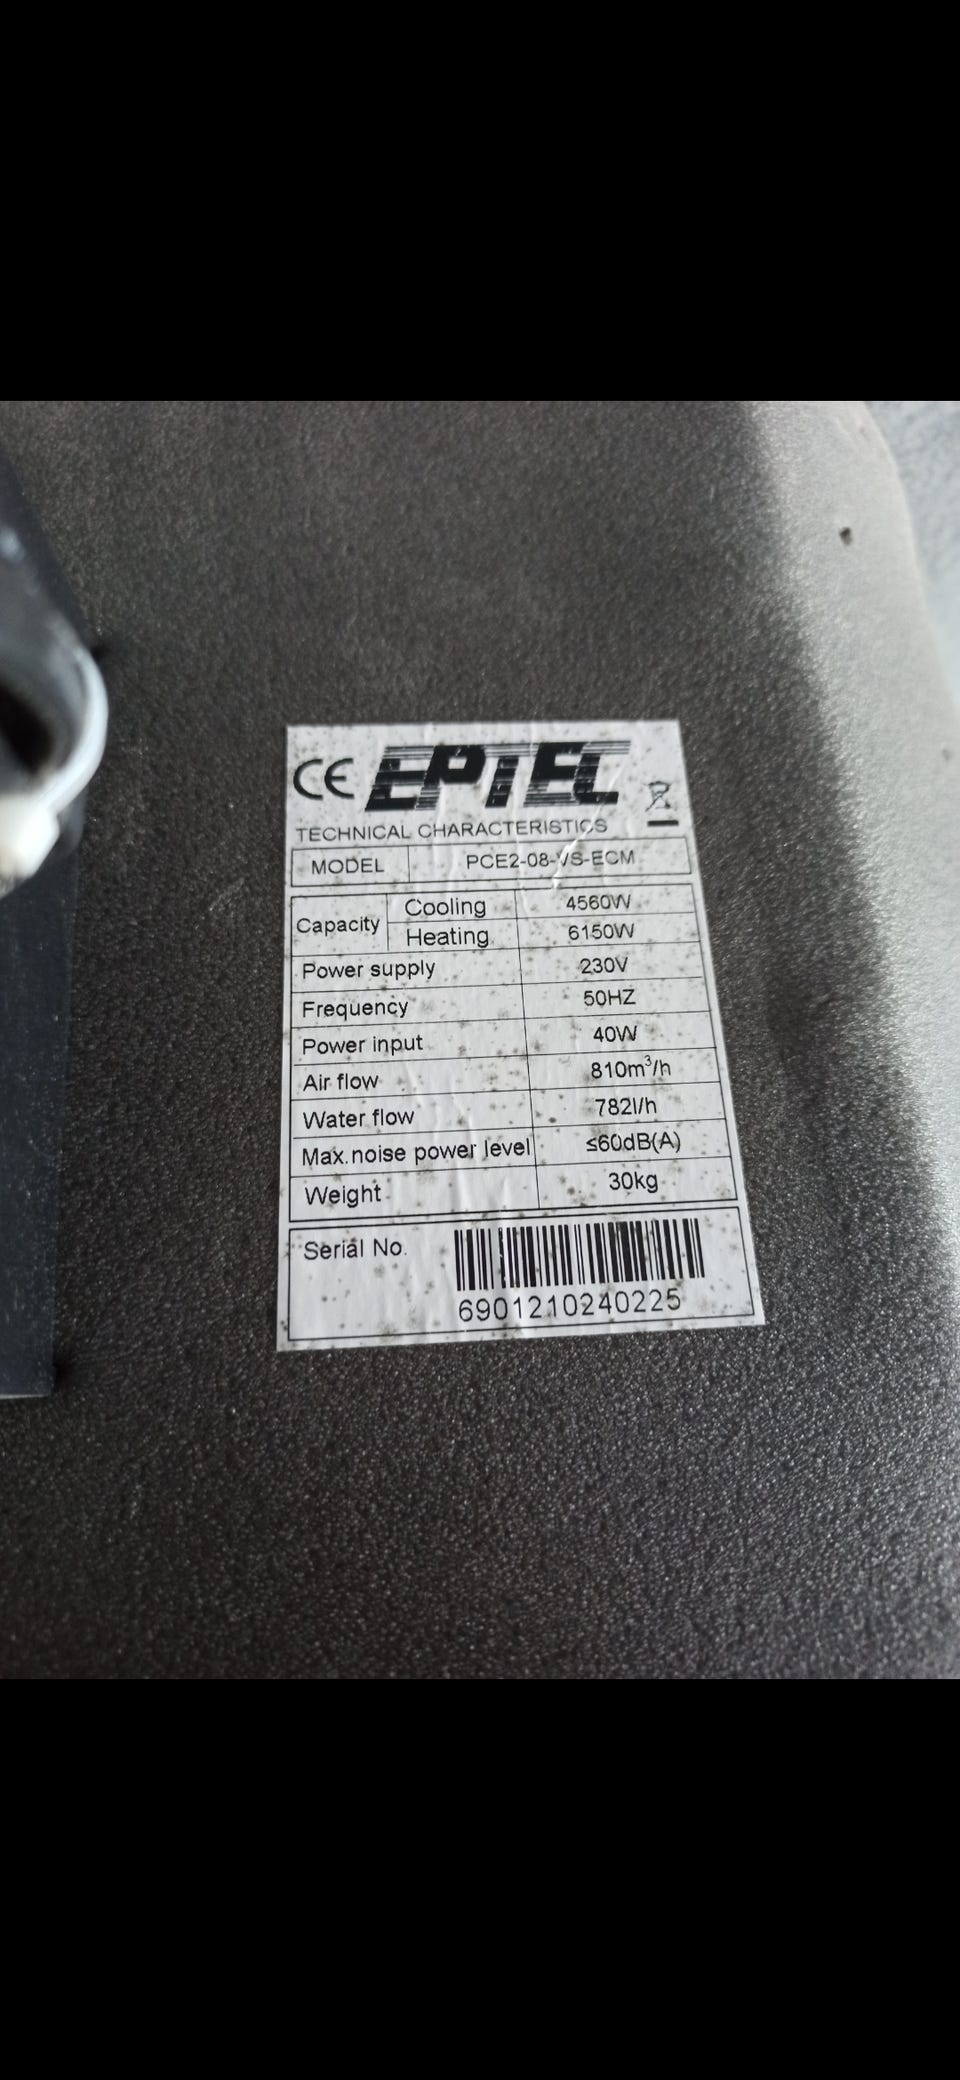 CE EPTEC
TECHNICAL CHARACTERISTICS
MODEL PCE2-08-VS-ECM
Capacity Cooling 4560W
Heating 6150W
Power supply 230V
Frequency 50HZ
Power input 40W
Air flow 810m³/h
Water flow 782l/h
Max.noise power level ≤60dB(A)
Weight 30kg
Serial No.
6901210240225